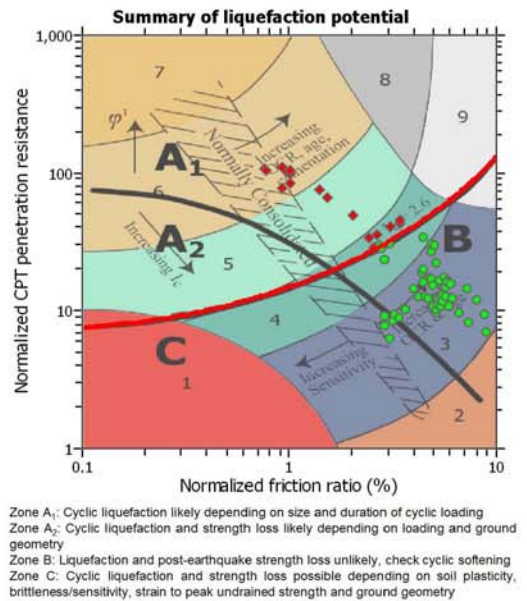 Summary of liquefaction potential
1,000
7
8
9
φ'
A1
Normally Consolidated
Increasing
age,
6
A2
Increasing Ic
2.6
B
100
5
10
4
C
1
Increasing
Sensitivity
3
2
1
0.1
1
10
Normalized CPT penetration resistance
Normalized friction ratio (%)
Zone A1: Cyclic liquefaction likely depending on size and duration of cyclic loading
Zone A2: Cyclic liquefaction and strength loss likely depending on loading and ground
geometry
Zone B: Liquefaction and post-earthquake strength loss unlikely, check cyclic softening
Zone C: Cyclic liquefaction and strength loss possible depending on soil plasticity,
brittleness/sensitivity, strain to peak undrained strength and ground geometry